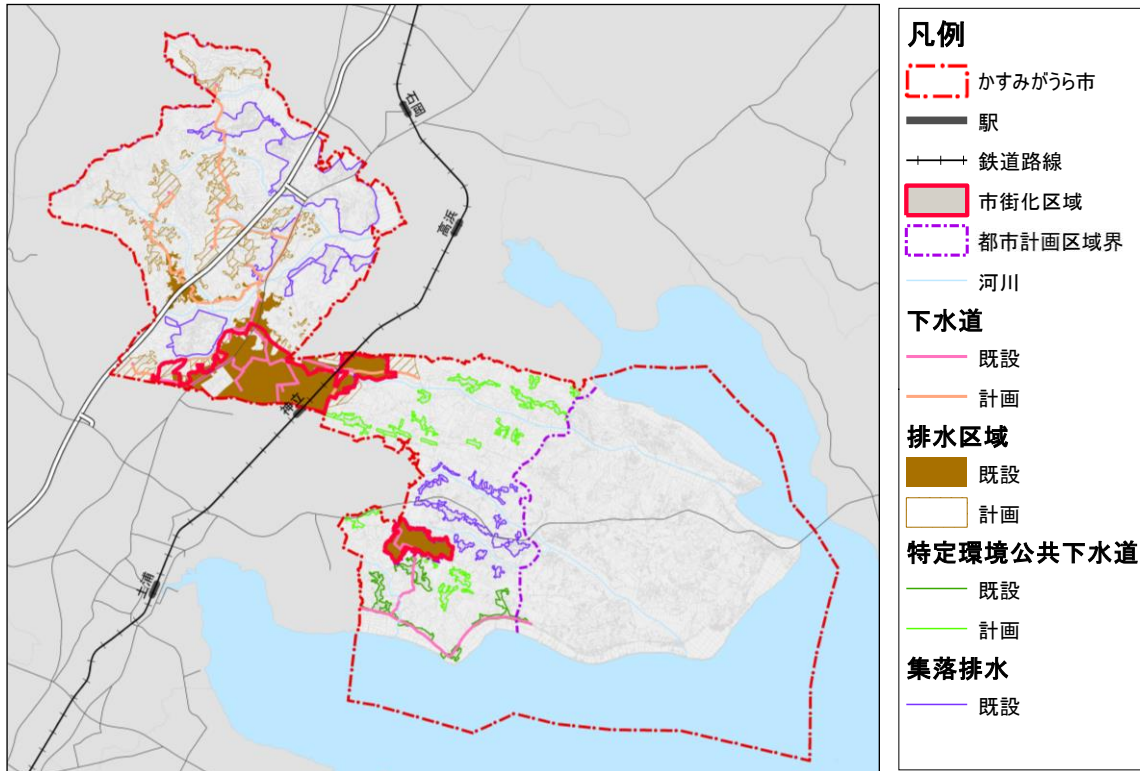 石岡
高浜
神立
土浦
凡例
かすみがうら市
駅
鉄道路線
市街化区域
都市計画区域界
河川
下水道
既設
計画
排水区域
既設
計画
特定環境公共下水道
既設
計画
集落排水
既設